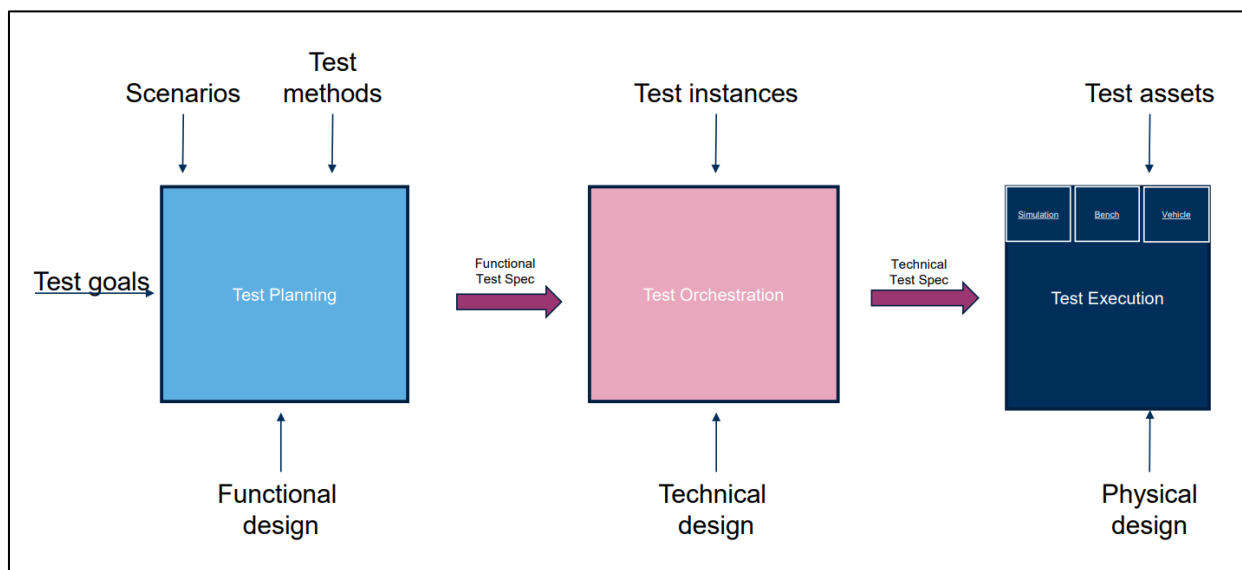 Scenarios
Test
methods
Test instances
Test assets
Simulation
Bench
Vehicle
Test goals
Test Planning
Functional
Test Spec
Test Orchestration
Technical
Test Spec
Test Execution
Functional
design
Technical
design
Physical
design